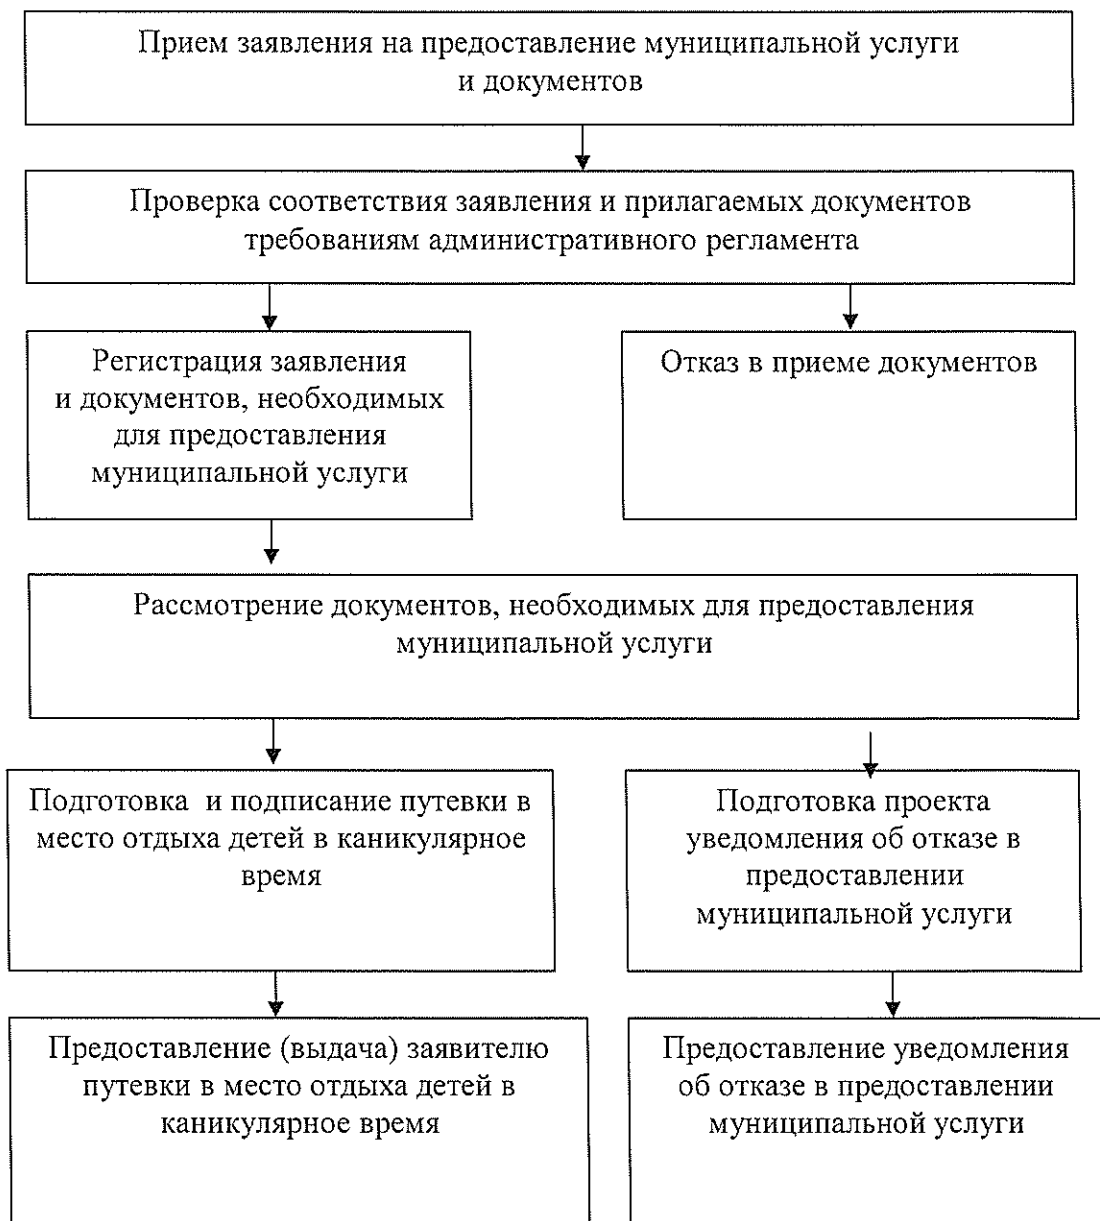 Прием заявления на предоставление муниципальной услуги
и документов
Проверка соответствия заявления и прилагаемых документов
требованиям административного регламента
Регистрация заявления
и документов, необходимых
для предоставления
муниципальной услуги
Отказ в приеме документов
Рассмотрение документов, необходимых для предоставления
муниципальной услуги
Подготовка и подписание путевки в
место отдыха детей в каникулярное
время
Подготовка проекта
уведомления об отказе в
предоставлении
муниципальной услуги
Предоставление (выдача) заявителю
путевки в место отдыха детей в
каникулярное время
Предоставление уведомления
об отказе в предоставлении
муниципальной услуги